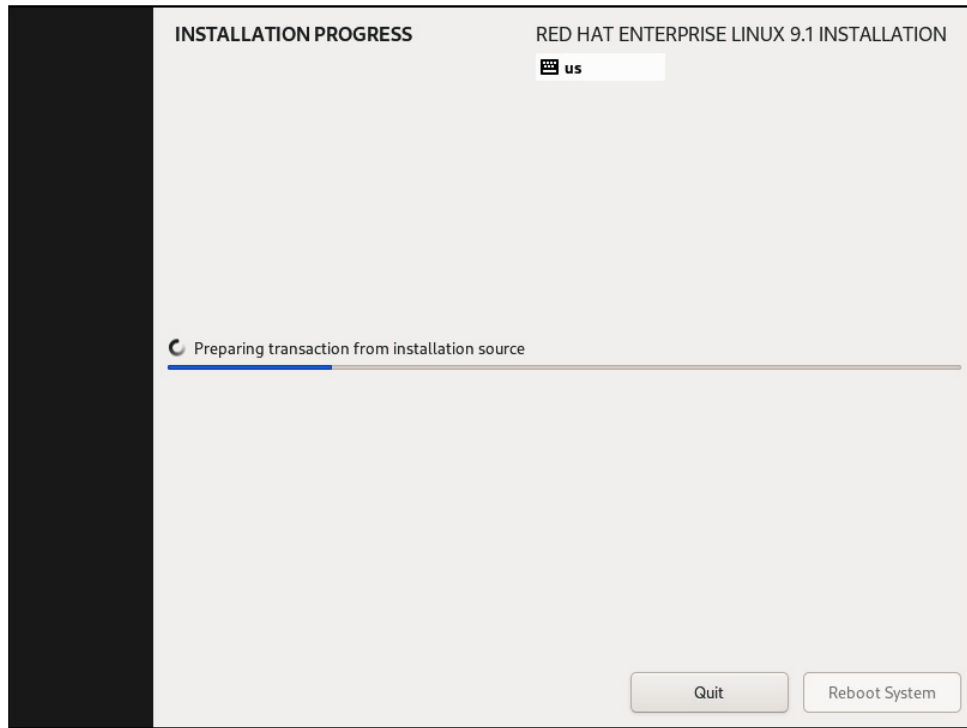 INSTALLATION PROGRESS
RED HAT ENTERPRISE LINUX 9.1 INSTALLATION
us
Preparing transaction from installation source
Quit
Reboot System